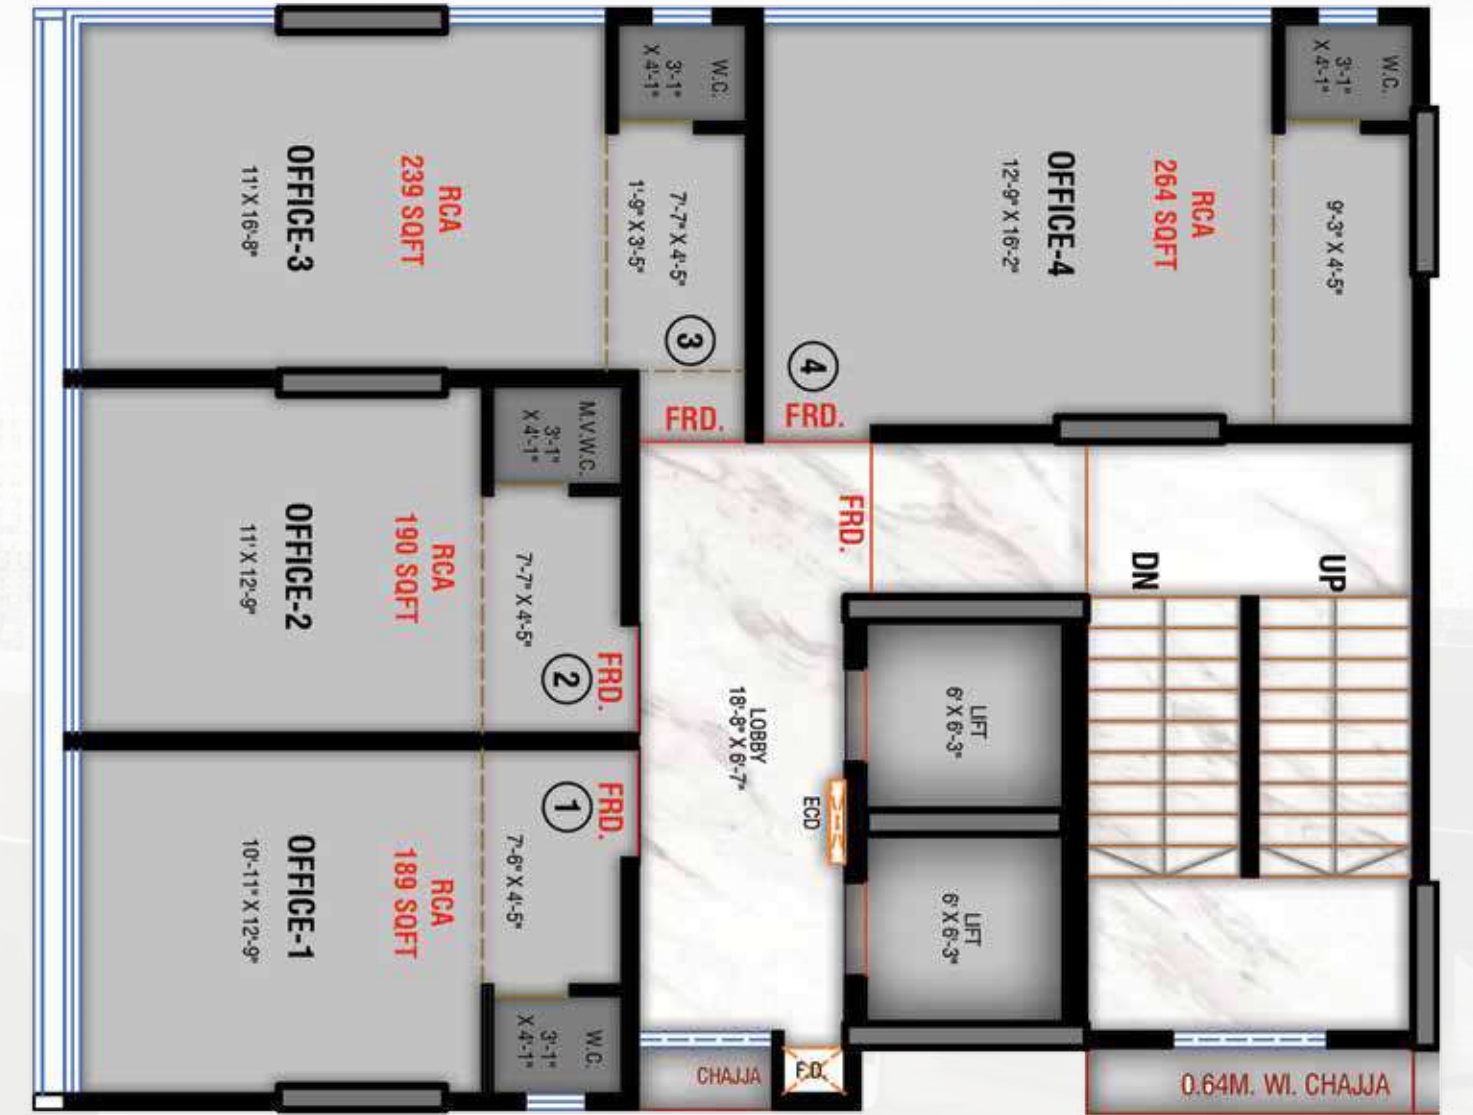 W.C.
3'-1"
X 4'-1"
RCA
239 SQFT
OFFICE-3
11' X 16'-8"
7'-7" X 4'-5"
1'-9" X 3'-5"
3
FRD.
W.C.
3'-1"
X 4'-1"
9'-3" X 4'-5"
RCA
264 SQFT
OFFICE-4
12'-9" X 16'-2"
4
FRD.
M.V.W.C.
3'-1"
X 4'-1"
RCA
190 SQFT
OFFICE-2
11' X 12'-9"
7'-7" X 4'-5"
2
FRD.
FRD.
UP
DN
LIFT
6' X 6'-3"
LOBBY
18'-8" X 6'-7"
ECD
1
FRD.
7'-6" X 4'-5"
RCA
189 SQFT
OFFICE-1
10'-11" X 12'-9"
LIFT
6' X 6'-3"
W.C.
3'-1"
X 4'-1"
CHAJJA
F.D.
0.64M. WI. CHAJJA